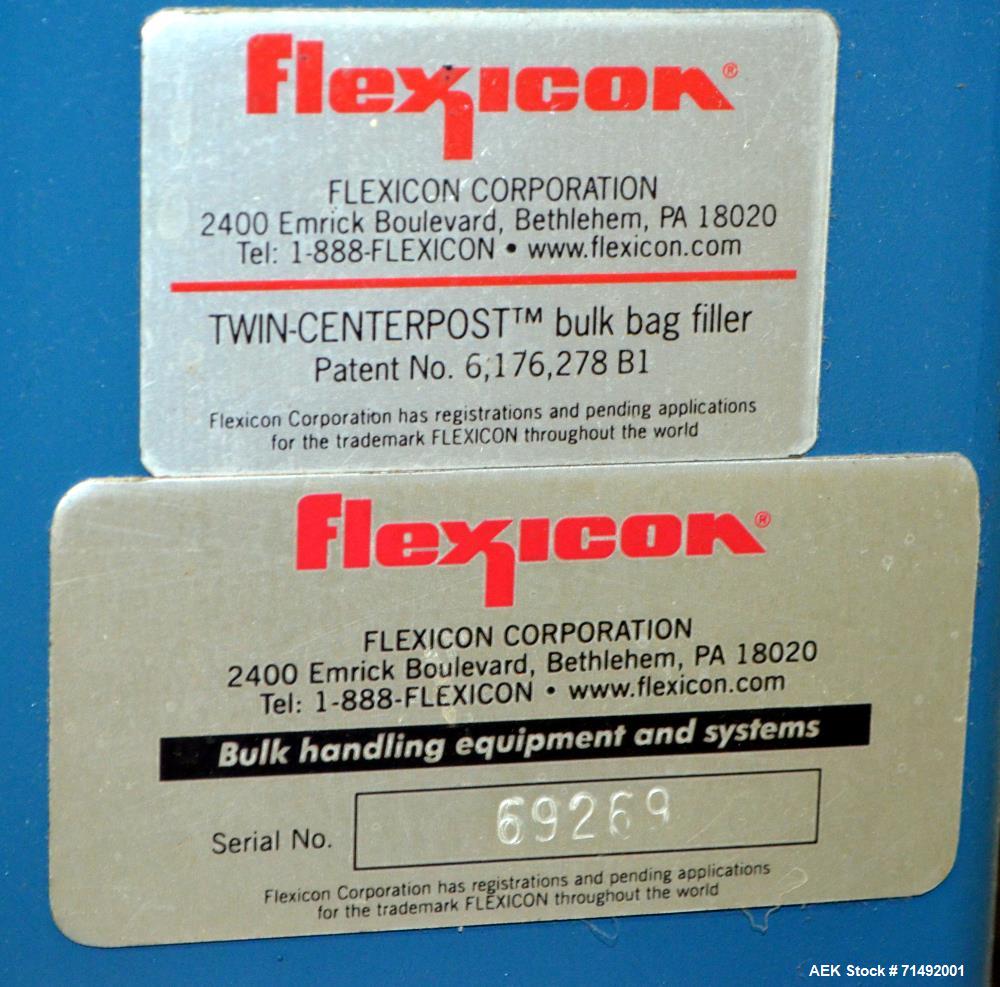 flexicon®
FLEXICON CORPORATION
2400 Emrick Boulevard, Bethlehem, PA 18020
Tel: 1-888-FLEXICON • www.flexicon.com
TWIN-CENTERPOST™ bulk bag filler
Patent No. 6,176,278 B1
Flexicon Corporation has registrations and pending applications
for the trademark FLEXICON throughout the world
flexicon®
FLEXICON CORPORATION
2400 Emrick Boulevard, Bethlehem, PA 18020
Tel: 1-888-FLEXICON • www.flexicon.com
Bulk handling equipment and systems
Serial No. 69269
Flexicon Corporation has registrations and pending applications
for the trademark FLEXICON throughout the world
AEK Stock # 71492001